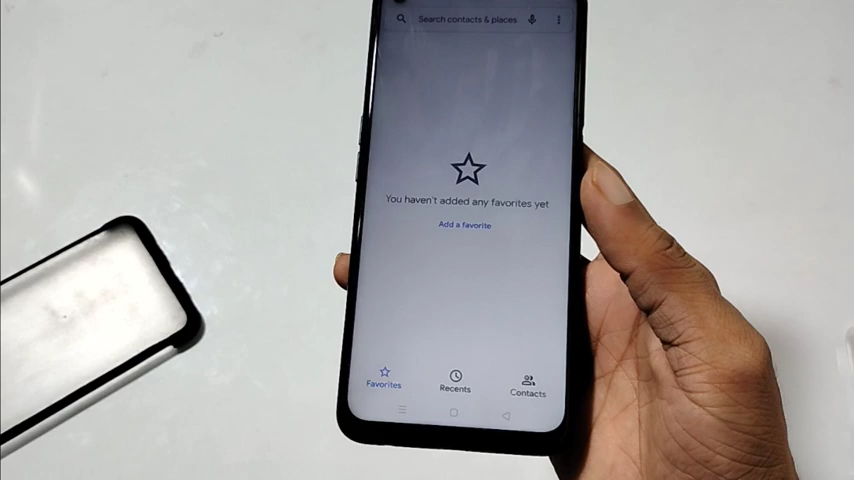 Search contacts & places
You haven't added any favorites yet
Add a favorite
Favorites
Recents
Contacts